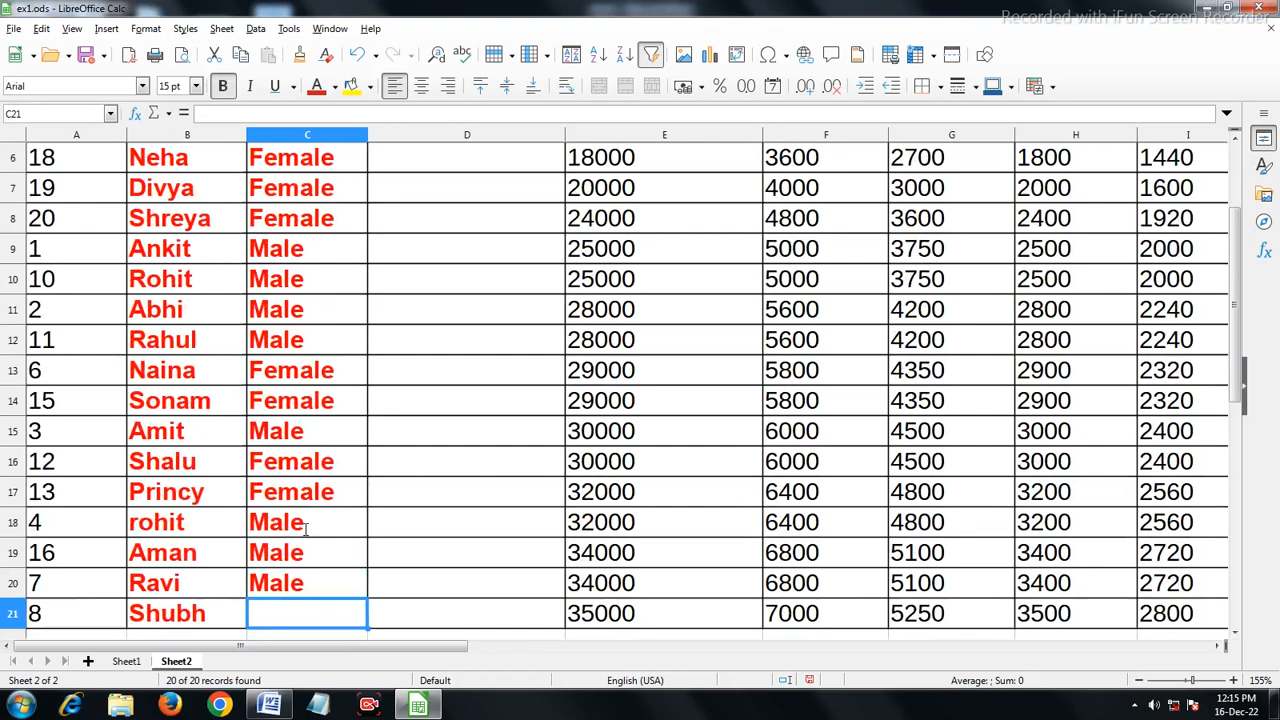 ex1.ods - LibreOffice Calc
Recorded with iFun Screen Recorder
File Edit View Insert Format Styles Sheet Data Tools Window Help
Arial 15 pt
C21
A B C D E F G H I
6 18 Neha Female 18000 3600 2700 1800 1440
7 19 Divya Female 20000 4000 3000 2000 1600
8 20 Shreya Female 24000 4800 3600 2400 1920
9 1 Ankit Male 25000 5000 3750 2500 2000
10 10 Rohit Male 25000 5000 3750 2500 2000
11 2 Abhi Male 28000 5600 4200 2800 2240
12 11 Rahul Male 28000 5600 4200 2800 2240
13 6 Naina Female 29000 5800 4350 2900 2320
14 15 Sonam Female 29000 5800 4350 2900 2320
15 3 Amit Male 30000 6000 4500 3000 2400
16 12 Shalu Female 30000 6000 4500 3000 2400
17 13 Princy Female 32000 6400 4800 3200 2560
18 4 rohit Male 32000 6400 4800 3200 2560
19 16 Aman Male 34000 6800 5100 3400 2720
20 7 Ravi Male 34000 6800 5100 3400 2720
21 8 Shubh 35000 7000 5250 3500 2800
Sheet1 Sheet2
Sheet 2 of 2 20 of 20 records found Default English (USA) Average: ; Sum: 0 155%
12:15 PM
16-Dec-22